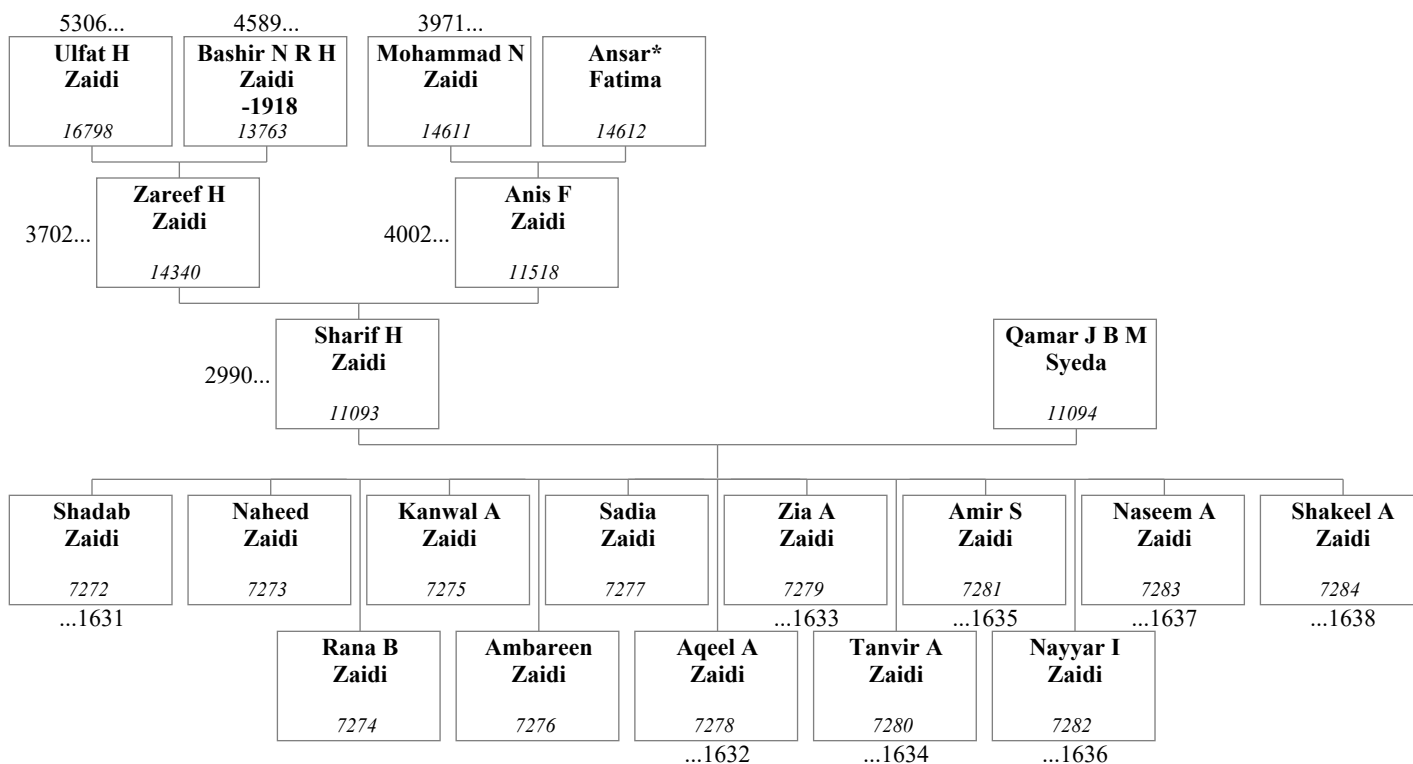 5306...
4589...
3971...
Ulfat H
Zaidi
16798
Bashir N R H
Zaidi
-1918
13763
Mohammad N
Zaidi
14611
Ansar*
Fatima
14612
3702...
Zareef H
Zaidi
14340
4002...
Anis F
Zaidi
11518
2990...
Sharif H
Zaidi
11093
Qamar J B M
Syeda
11094
Shadab
Zaidi
7272
...1631
Naheed
Zaidi
7273
Kanwal A
Zaidi
7275
Sadia
Zaidi
7277
Zia A
Zaidi
7279
...1633
Amir S
Zaidi
7281
...1635
Naseem A
Zaidi
7283
...1637
Shakeel A
Zaidi
7284
...1638
Rana B
Zaidi
7274
Ambareen
Zaidi
7276
Aqeel A
Zaidi
7278
...1632
Tanvir A
Zaidi
7280
...1634
Nayyar I
Zaidi
7282
...1636